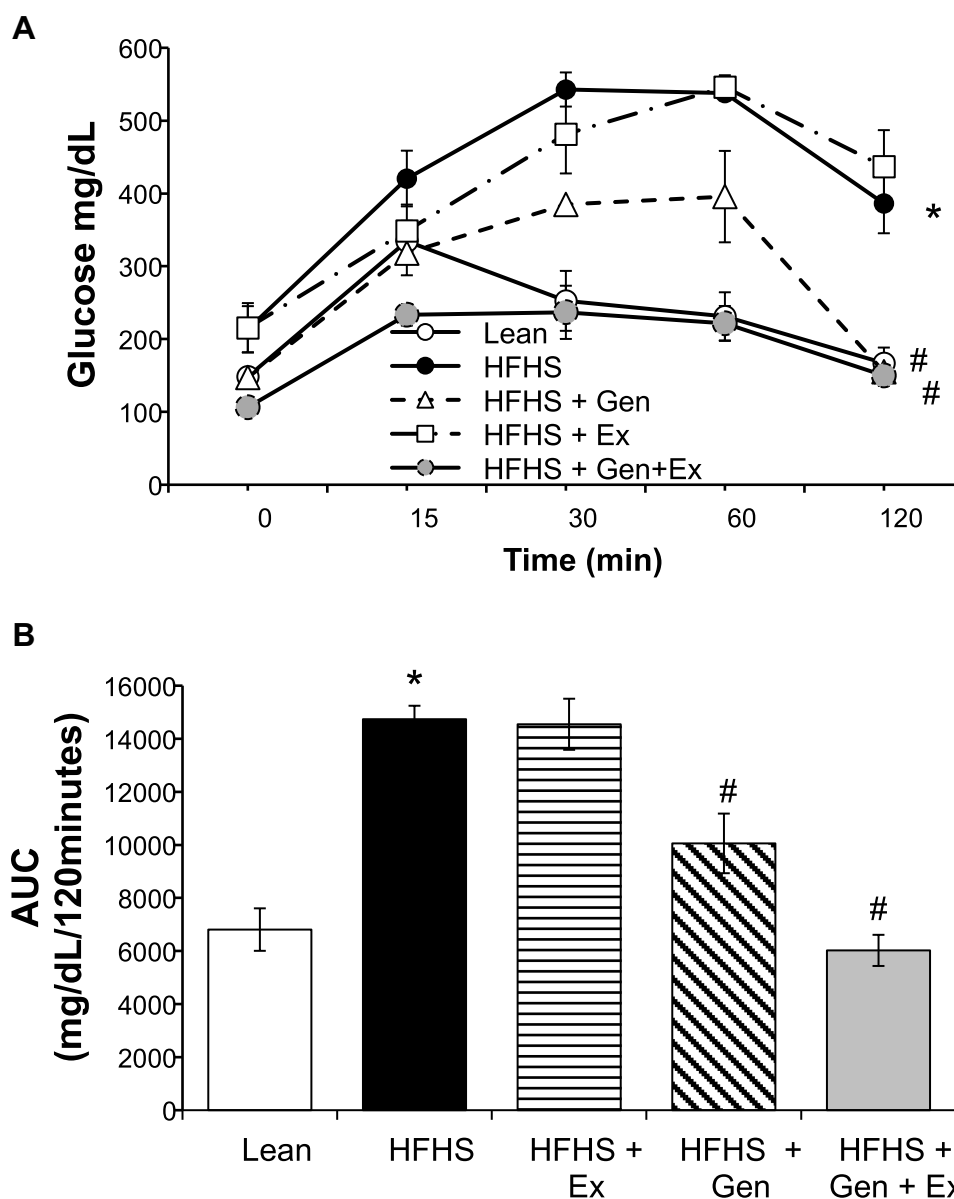 A
Glucose mg/dL
600
500
400
300
200
100
0
*
#
#
Lean
HFHS
HFHS + Gen
HFHS + Ex
HFHS + Gen+Ex
0 15 30 60 120
Time (min)
B
AUC
(mg/dL/120minutes)
16000
14000
12000
10000
8000
6000
4000
2000
0
*
#
#
Lean HFHS HFHS + HFHS + HFHS +
Ex Gen Gen + Ex